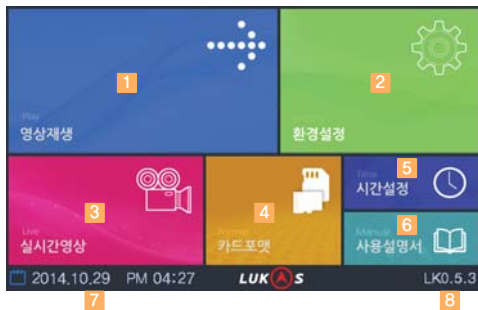 1
Play
영상재생
2
환경설정
3
Live
실시간영상
4
Format
카드포맷
5
Time
시간설정
6
Manual
사용설명서
2014.10.29 PM 04:27
LUKAS
LK0.5.3
7
8